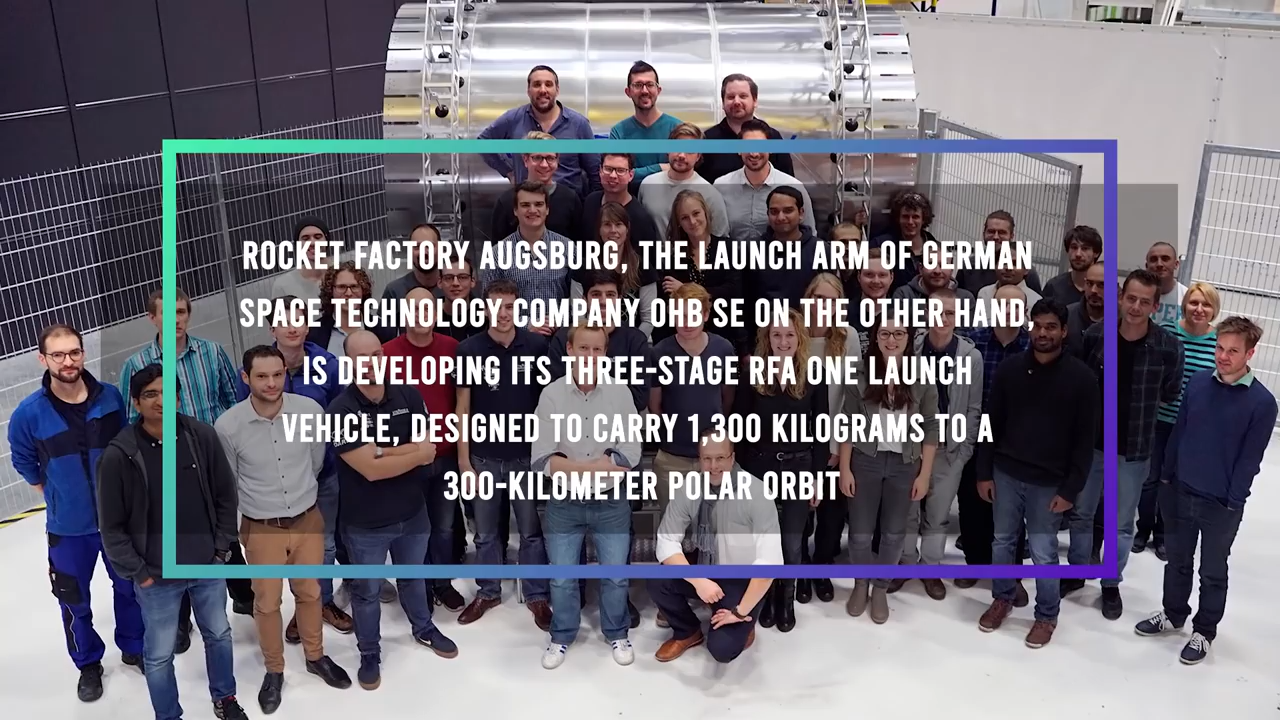 ROCKET FACTORY AUGSBURG, THE LAUNCH ARM OF GERMAN
SPACE TECHNOLOGY COMPANY OHB SE ON THE OTHER HAND,
IS DEVELOPING ITS THREE-STAGE RFA ONE LAUNCH
VEHICLE, DESIGNED TO CARRY 1,300 KILOGRAMS TO A
300-KILOMETER POLAR ORBIT